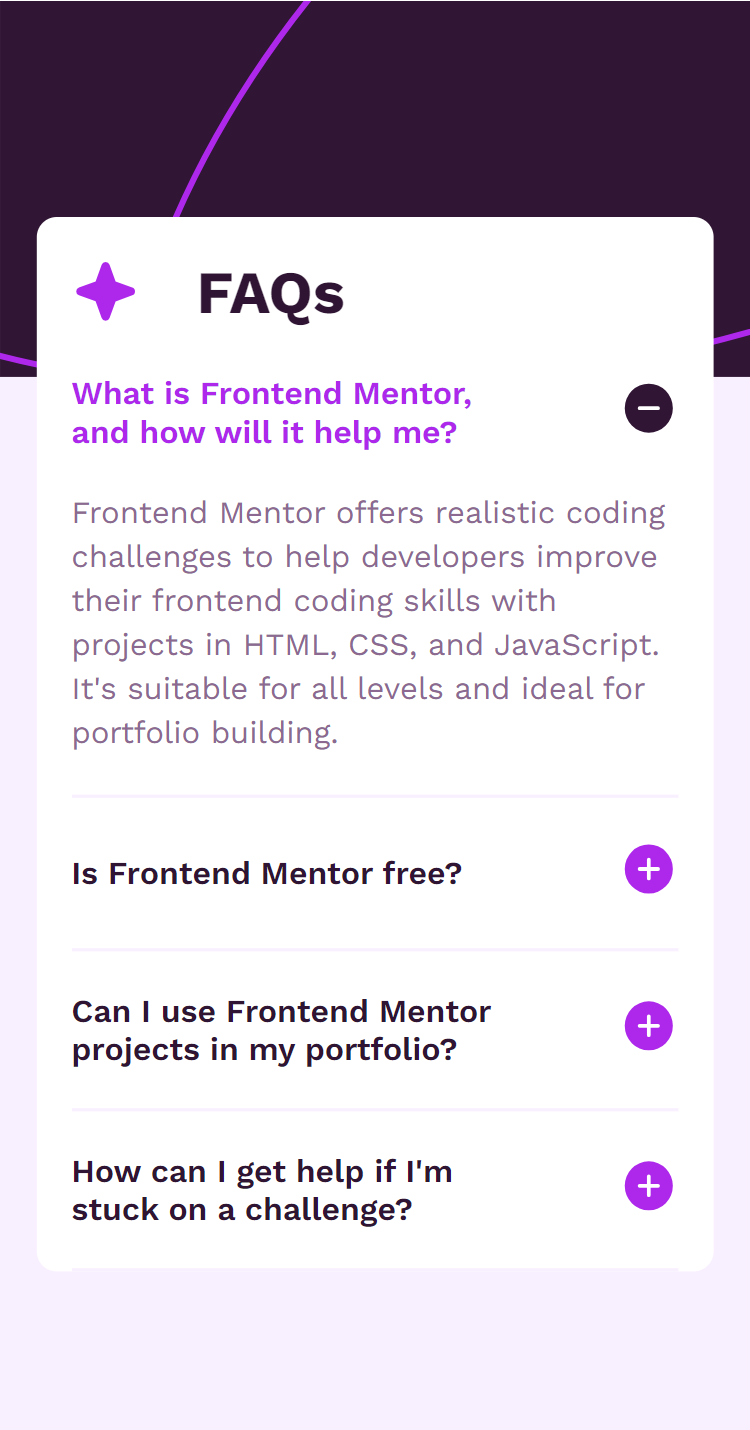 FAQs
What is Frontend Mentor,
and how will it help me?
Frontend Mentor offers realistic coding
challenges to help developers improve
their frontend coding skills with
projects in HTML, CSS, and JavaScript.
It's suitable for all levels and ideal for
portfolio building.
Is Frontend Mentor free?
Can I use Frontend Mentor
projects in my portfolio?
How can I get help if I'm
stuck on a challenge?